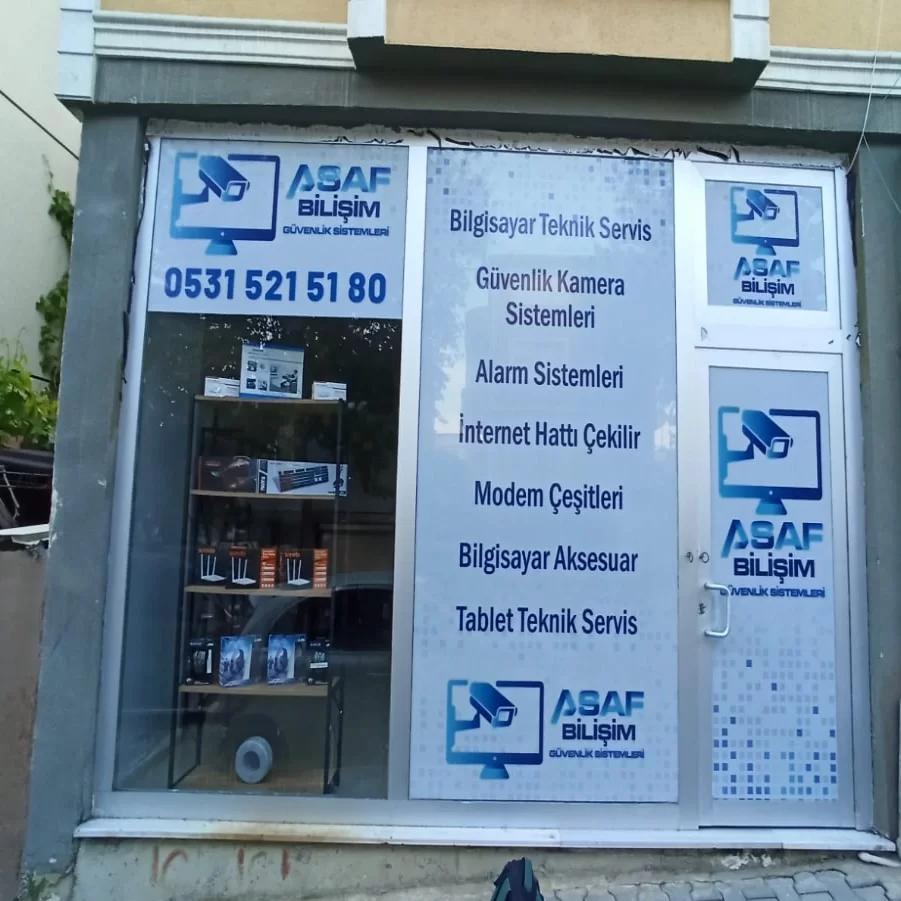 ASAF
BİLİŞİM
GÜVENLİK SİSTEMLERİ
0531 521 51 80
Bilgisayar Teknik Servis
Güvenlik Kamera
Sistemleri
Alarm Sistemleri
İnternet Hattı Çekilir
Modem Çeşitleri
Bilgisayar Aksesuar
Tablet Teknik Servis
ASAF
BİLİŞİM
GÜVENLİK SİSTEMLERİ
ASAF
BİLİŞİM
GÜVENLİK SİSTEMLERİ
ASAF
BİLİŞİM
GÜVENLİK SİSTEMLERİ